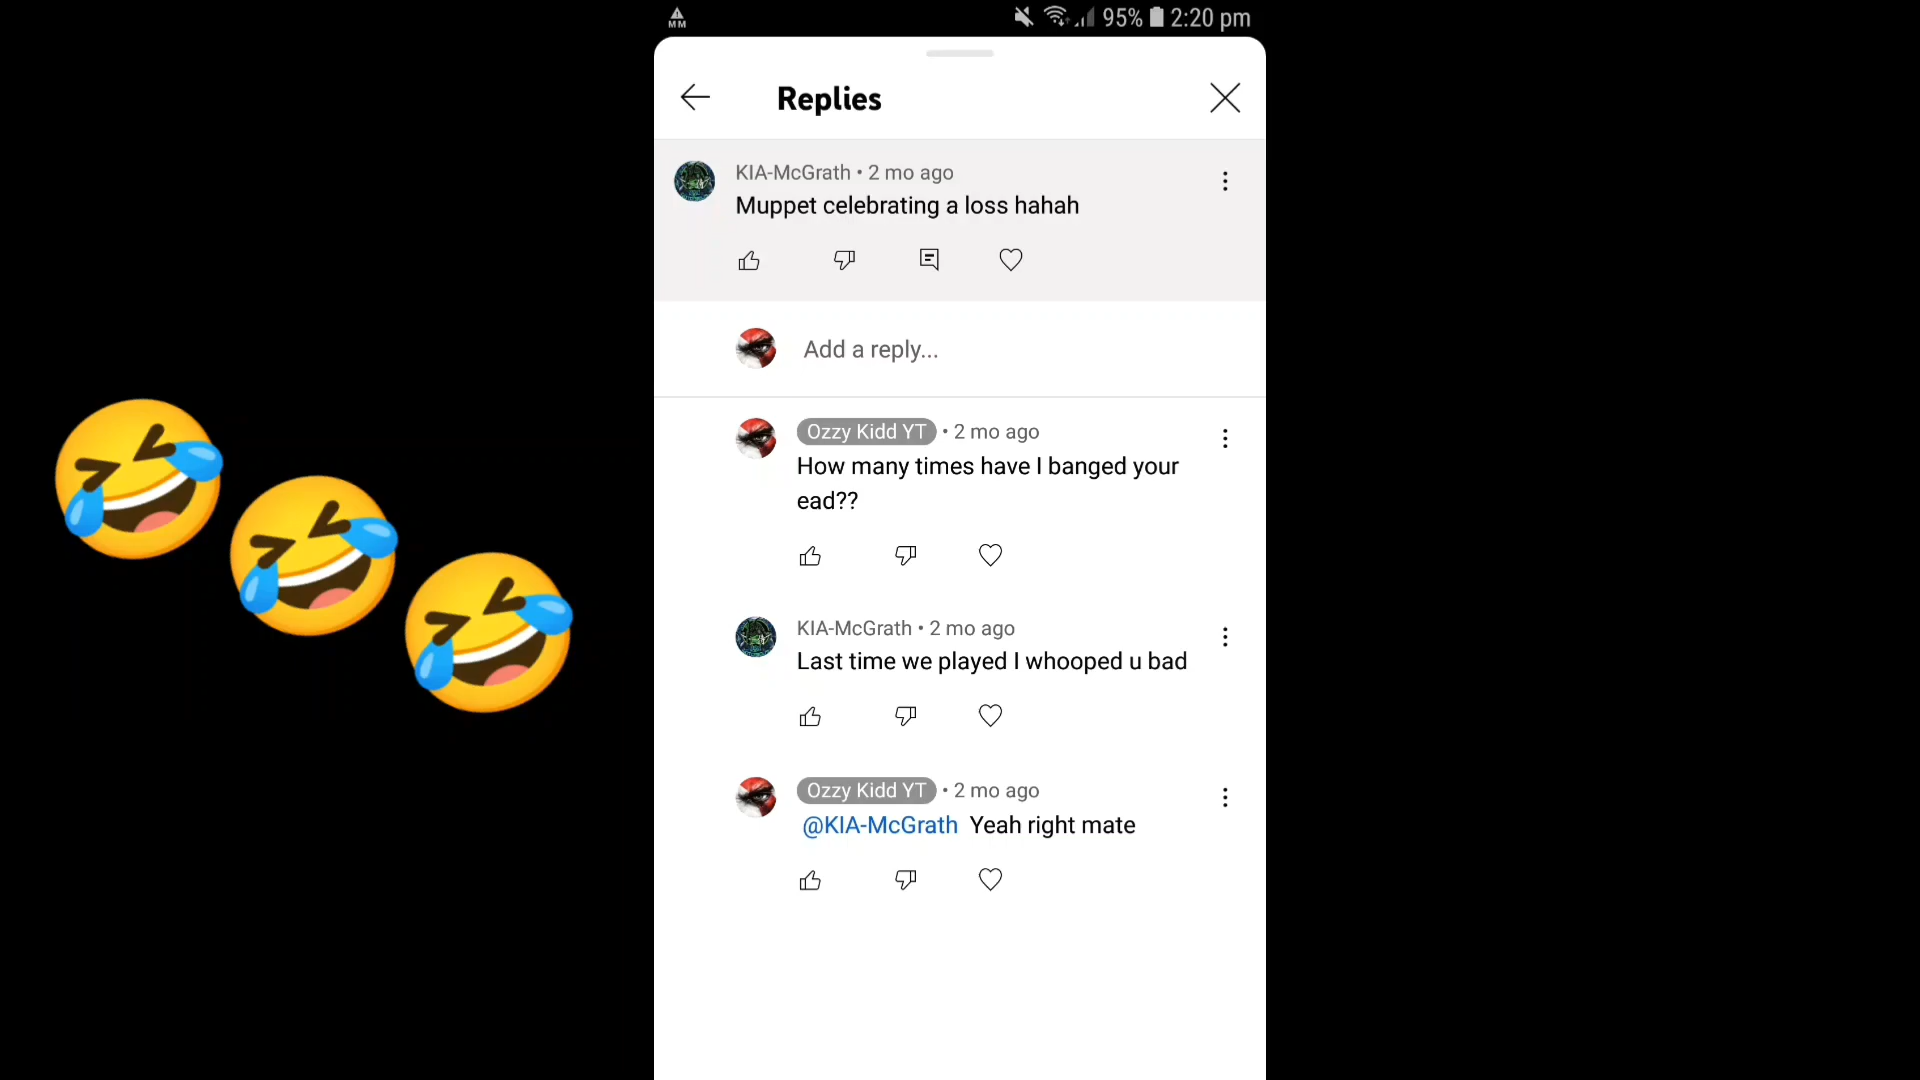 MM 95% 2:20 pm
Replies
KIA-McGrath • 2 mo ago
Muppet celebrating a loss hahah
Add a reply...
Ozzy Kidd YT • 2 mo ago
How many times have I banged your
ead??
KIA-McGrath • 2 mo ago
Last time we played I whooped u bad
Ozzy Kidd YT • 2 mo ago
@KIA-McGrath Yeah right mate